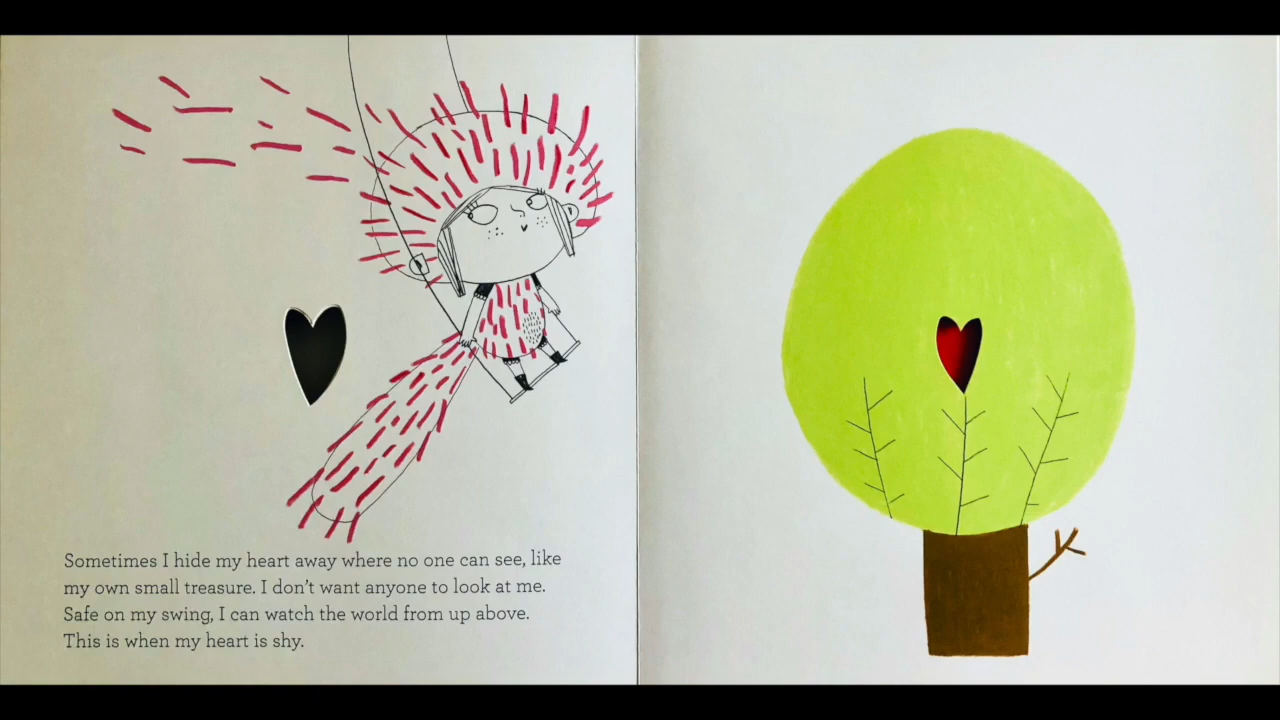 Sometimes I hide my heart away where no one can see, like
my own small treasure. I don't want anyone to look at me.
Safe on my swing, I can watch the world from up above.
This is when my heart is shy.